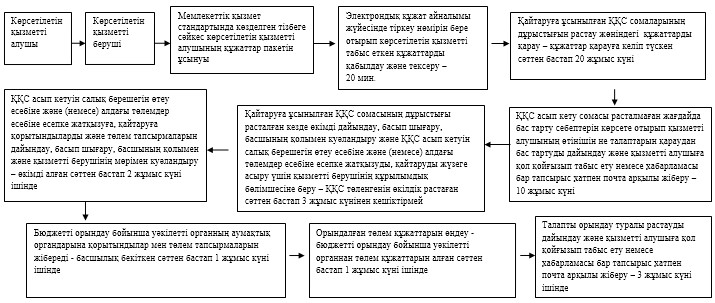 Көрсетілетін
қызметті
алушы
Көрсетілетін
қызметті
беруші
Мемлекеттік қызмет
стандартында көзделген тізбеге
сәйкес көрсетілетін қызметті
алушының құжаттар пакетін
ұсынуы
Электрондық құжат айналымы
жүйесінде тіркеу нөмірін бере
отырып көрсетілетін қызметті
табыс еткен құжаттарды
қабылдау және тексеру –
20 мин.
Қайтаруға ұсынылған ҚҚС сомаларының
дұрыстығын растау жөніндегі құжаттарды
қарау – құжаттар қарауға келіп түскен
сәттен бастап 20 жұмыс күні
ҚҚС асып кету сомасы расталмаған жағдайда
бас тарту себептерін көрсете отырып қызметті
алушының өтінішін не талаптарын қараудан
бас тартуды дайындау және қызметті алушыға
қол қойғызып табыс ету немесе хабарламасы
бар тапсырыс хатпен почта арқылы жіберу –
10 жұмыс күні
Қайтаруға ұсынылған ҚҚС сомасының дұрыстығы
расталған кезде өкімді дайындау, басып шығару,
басшының қолымен куәландыру және ҚҚС асып кетуін
салық берешегін өтеу есебіне және (немесе) алдағы
төлемдер есебіне есепке жатқызуды, қайтаруды жүзеге
асыру үшін қызметті берушінің құрылымдық
бөлімшесіне беру – ҚҚС төленгенін өкілдік растаған
сәттен бастап 3 жұмыс күнінен кешіктірмей
ҚҚС асып кетуін салық берешегін өтеу
есебіне және (немесе) алдағы төлемдер
есебіне есепке жатқызуға, қайтаруға
қорытындыларды және төлем тапсырмаларын
дайындау, басып шығару, басшының қолымен
және қызметті берушінің мөрімен куәландыру
– өкімді алған сәттен бастап 2 жұмыс күні
ішінде
Бюджетті орындау бойынша уәкілетті органның аумақтық
органдарына қорытындылар мен төлем тапсырмаларын
жібереді - басшылық бекіткен сәттен бастап 1 жұмыс күні
ішінде
Орындалған төлем құжаттарын өңдеу -
бюджетті орындау бойынша уәкілетті
органнан төлем құжаттарын алған сәттен
бастап 1 жұмыс күні ішінде
Талапты орындау туралы растауды
дайындау және қызметті алушыға қол
қойғызып табыс ету немесе
хабарламасы бар тапсырыс хатпен
почта арқылы жіберу – 3 жұмыс күні
ішінде